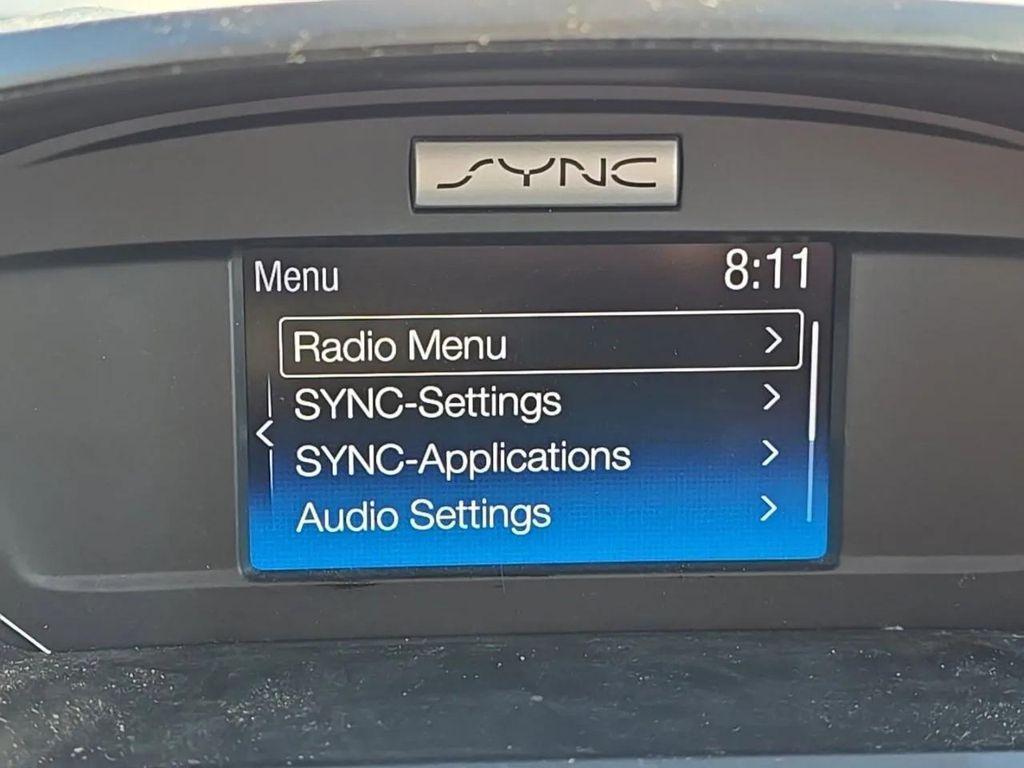 SYNC
Menu 8:11
Radio Menu
SYNC-Settings
SYNC-Applications
Audio Settings